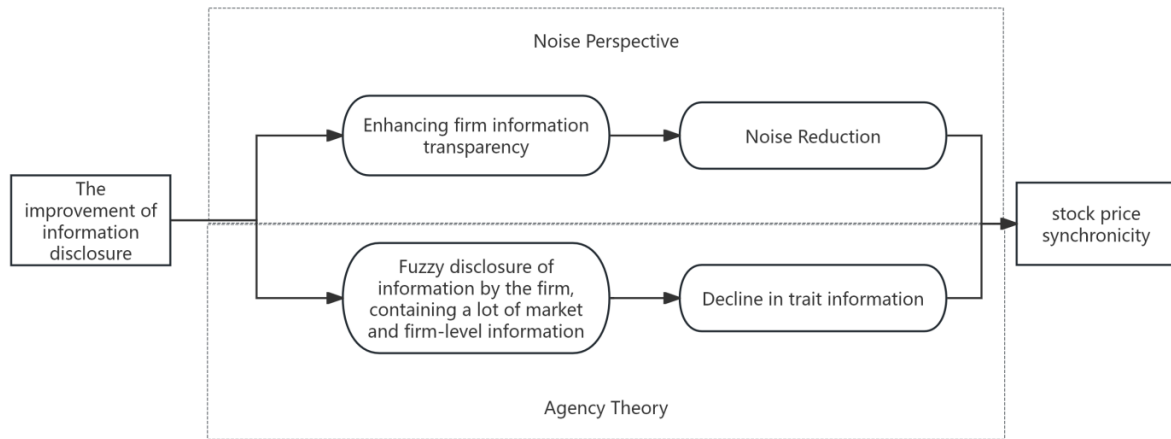 Noise Perspective
Enhancing firm information
transparency
Noise Reduction
The
improvement of
information
disclosure
stock price
synchronicity
Fuzzy disclosure of
information by the firm,
containing a lot of market
and firm-level information
Decline in trait information
Agency Theory